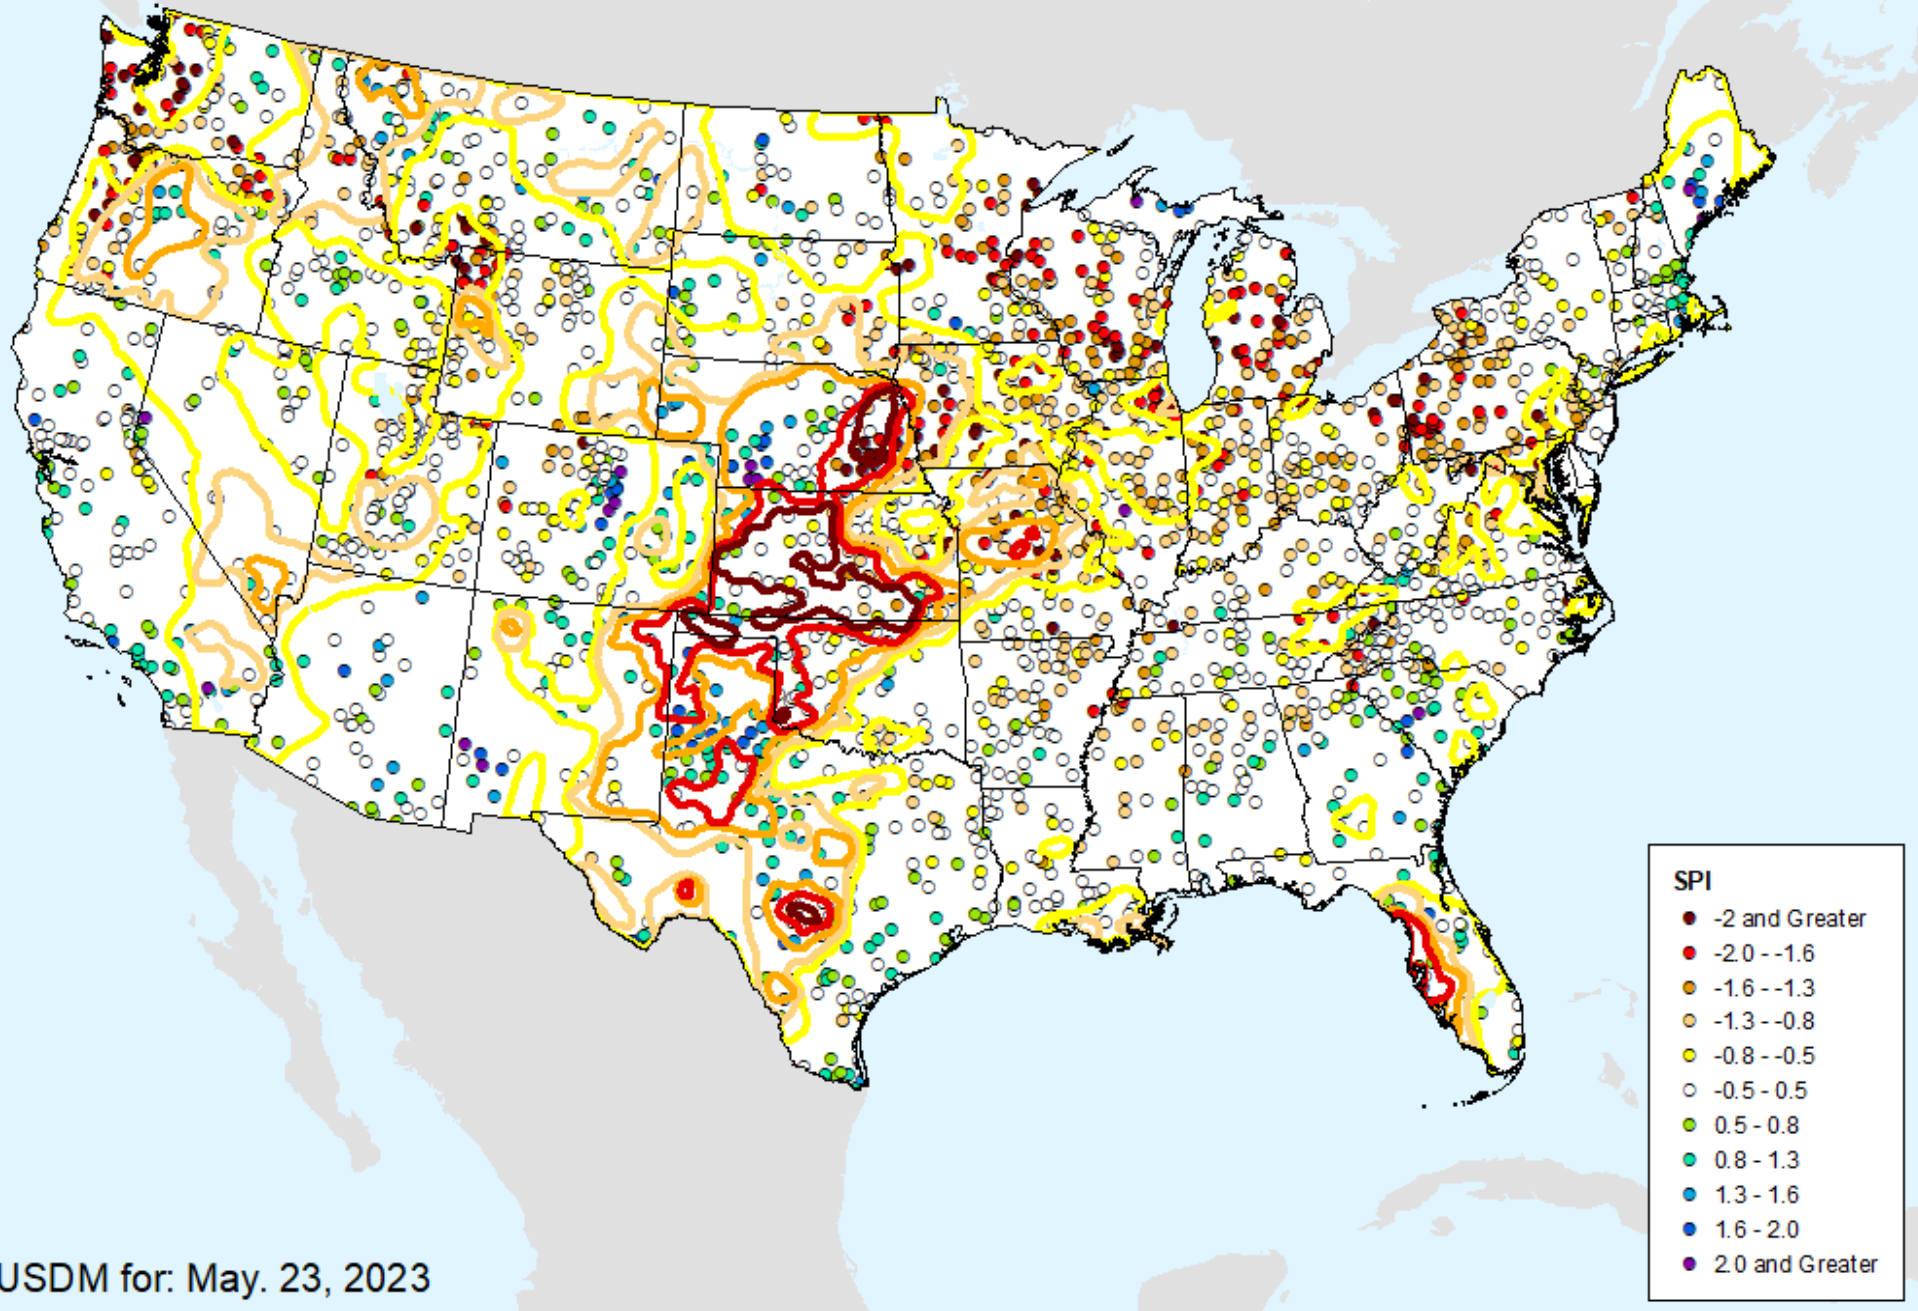 SPI
-2 and Greater
-2.0 - -1.6
-1.6 - -1.3
-1.3 - -0.8
-0.8 - -0.5
-0.5 - 0.5
0.5 - 0.8
0.8 - 1.3
1.3 - 1.6
1.6 - 2.0
2.0 and Greater
USDM for: May. 23, 2023